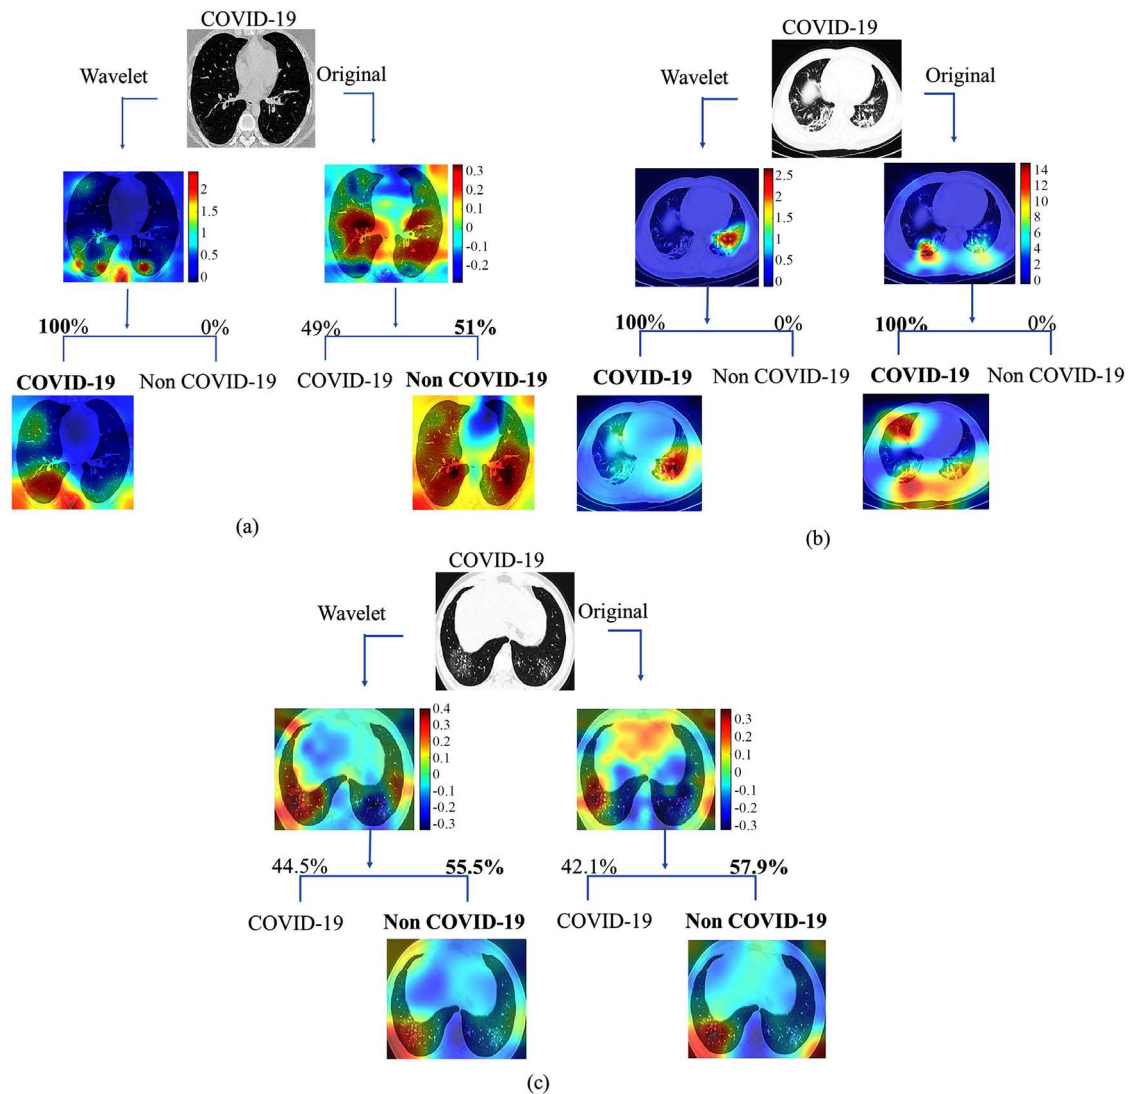 COVID-19
Wavelet
Original
2
1.5
1
0.5
0
0.3
0.2
0.1
0
-0.1
-0.2
100%
0%
49%
51%
COVID-19
Non COVID-19
COVID-19
Non COVID-19
(a)
COVID-19
Wavelet
Original
2.5
2
1.5
1
0.5
0
14
12
10
8
6
4
2
0
100%
0%
100%
0%
COVID-19
Non COVID-19
COVID-19
Non COVID-19
(b)
COVID-19
Wavelet
Original
0.4
0.3
0.2
0.1
0
-0.1
-0.2
-0.3
0.3
0.2
0.1
0
-0.1
-0.2
-0.3
44.5%
55.5%
42.1%
57.9%
COVID-19
Non COVID-19
COVID-19
Non COVID-19
(c)